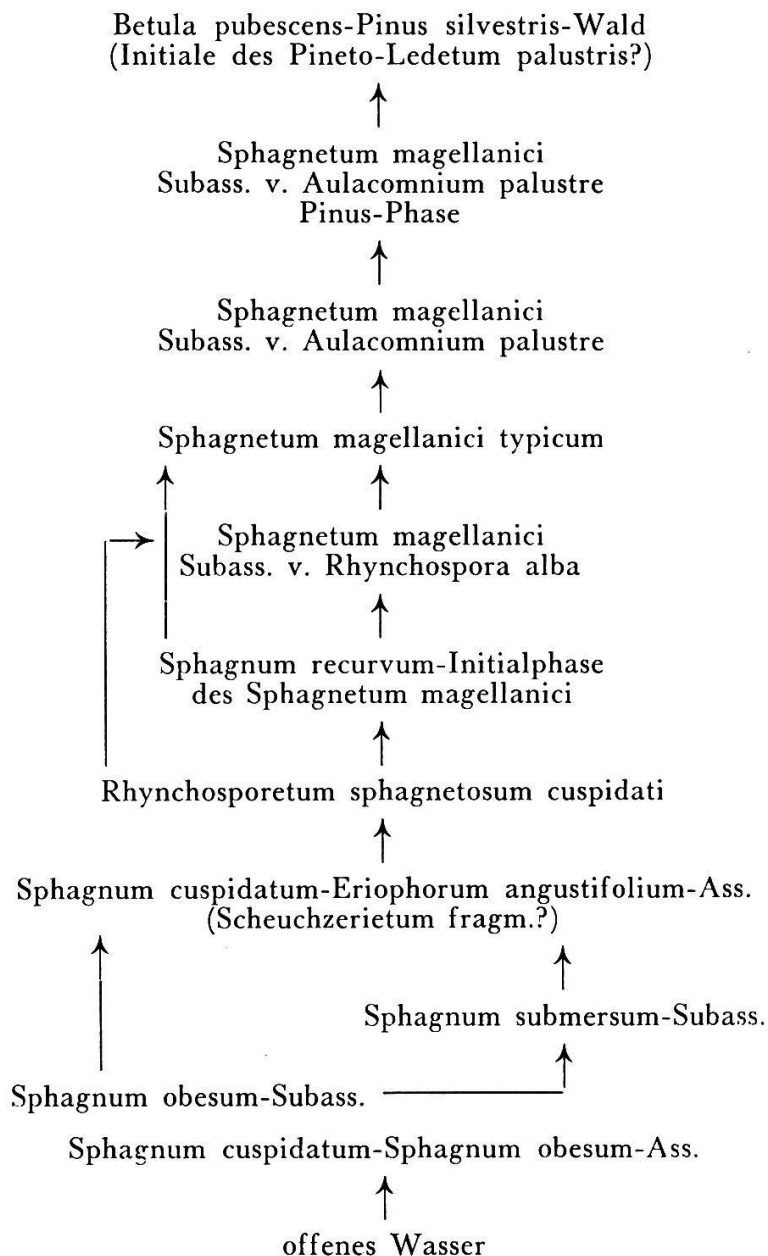 Betula pubescens-Pinus silvestris-Wald
(Initiale des Pineto-Ledetum palustris?)
Sphagnetum magellanici
Subass. v. Aulacomnium palustre
Pinus-Phase
Sphagnetum magellanici
Subass. v. Aulacomnium palustre
Sphagnetum magellanici typicum
Sphagnetum magellanici
Subass. v. Rhynchospora alba
Sphagnum recurvum-Initialphase
des Sphagnetum magellanici
Rhynchosporetum sphagnetosum cuspidati
Sphagnum cuspidatum-Eriophorum angustifolium-Ass.
(Scheuchzerietum fragm.?)
Sphagnum submersum-Subass.
Sphagnum obesum-Subass.
Sphagnum cuspidatum-Sphagnum obesum-Ass.
offenes Wasser